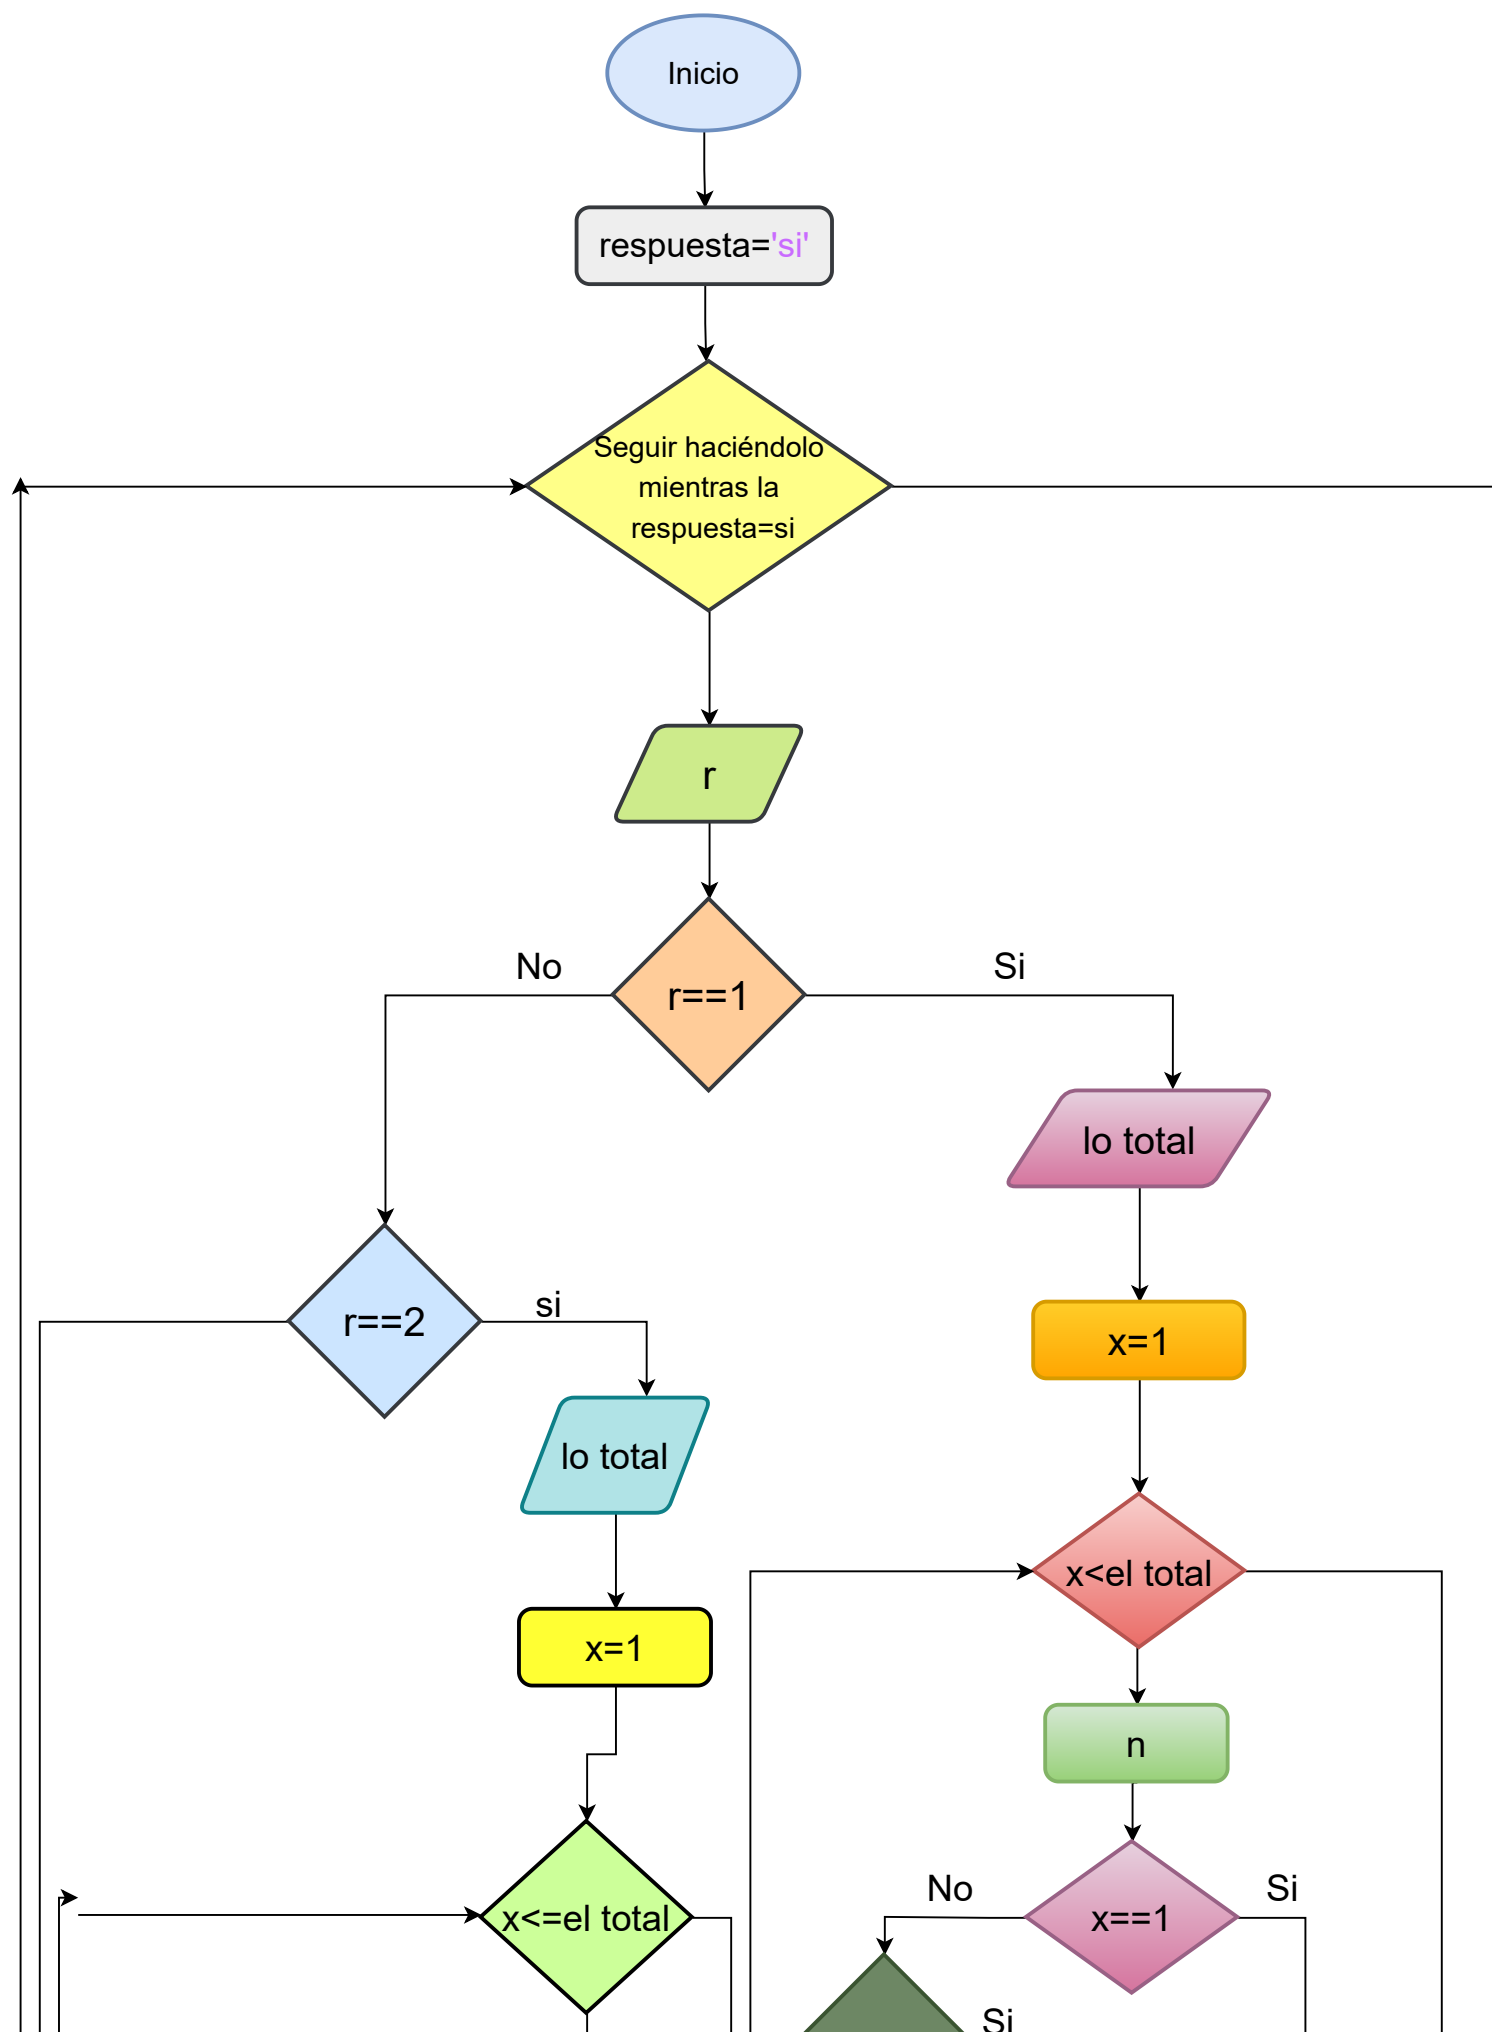 Inicio
respuesta='si'
Seguir haciéndolo
mientras la
respuesta=si
r
No
Si
r==1
lo total
r==2
si
x=1
lo total
x<el total
x=1
n
No
Si
x<=el total
x==1
Si